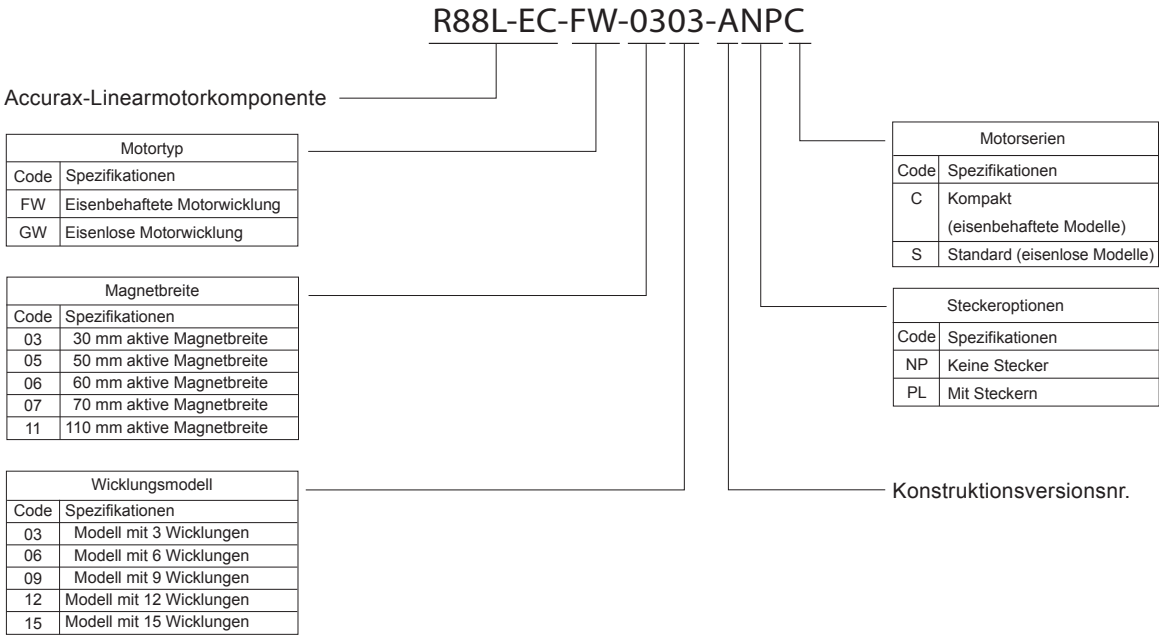 R88L-EC-FW-0303-ANPC
Accurax-Linearmotorkomponente
Motortyp
Code Spezifikationen
FW Eisenbehaftete Motorwicklung
GW Eisenlose Motorwicklung
Magnetbreite
Code Spezifikationen
03 30 mm aktive Magnetbreite
05 50 mm aktive Magnetbreite
06 60 mm aktive Magnetbreite
07 70 mm aktive Magnetbreite
11 110 mm aktive Magnetbreite
Wicklungsmodell
Code Spezifikationen
03 Modell mit 3 Wicklungen
06 Modell mit 6 Wicklungen
09 Modell mit 9 Wicklungen
12 Modell mit 12 Wicklungen
15 Modell mit 15 Wicklungen
Motorserien
Code Spezifikationen
C Kompakt
(eisenbehaftete Modelle)
S Standard (eisenlose Modelle)
Steckeroptionen
Code Spezifikationen
NP Keine Stecker
PL Mit Steckern
Konstruktionsversionsnr.